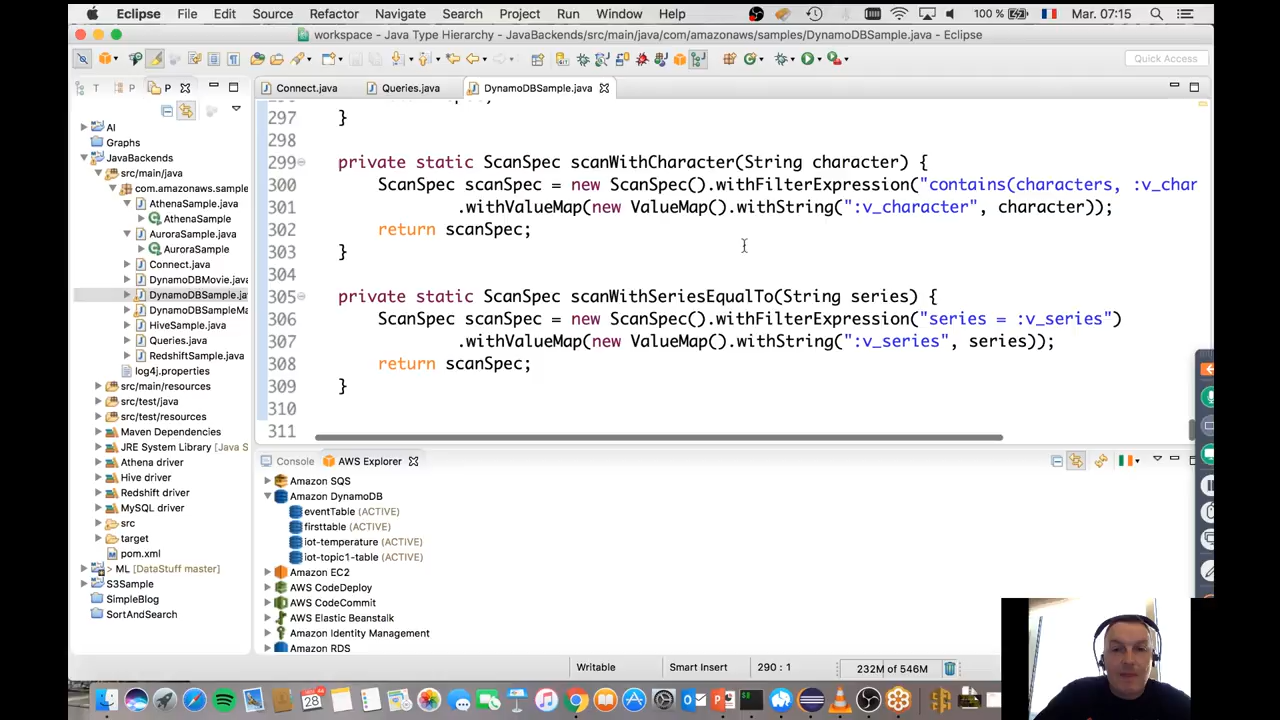 Eclipse File Edit Source Refactor Navigate Search Project Run Window Help 100 % Mar. 07:15
workspace - Java Type Hierarchy - JavaBackends/src/main/java/com/amazonaws/samples/DynamoDBSample.java - Eclipse
Quick Access
T P P
Connect.java Queries.java DynamoDBSample.java
AI
Graphs
JavaBackends
src/main/java
com.amazonaws.sample
AthenaSample.java
AthenaSample
AuroraSample.java
AuroraSample
Connect.java
DynamoDBMovie.java
DynamoDBSample.ja
DynamoDBSampleMa
HiveSample.java
Queries.java
RedshiftSample.java
log4j.properties
src/main/resources
src/test/java
src/test/resources
Maven Dependencies
JRE System Library [Java S
Athena driver
Hive driver
Redshift driver
MySQL driver
src
target
pom.xml
> ML [DataStuff master]
S3Sample
SimpleBlog
SortAndSearch
297 }
298
299 private static ScanSpec scanWithCharacter(String character) {
300 ScanSpec scanSpec = new ScanSpec().withFilterExpression("contains(characters, :v_char
301 .withValueMap(new ValueMap().withString(":v_character", character));
302 return scanSpec;
303 }
304
305 private static ScanSpec scanWithSeriesEqualTo(String series) {
306 ScanSpec scanSpec = new ScanSpec().withFilterExpression("series = :v_series")
307 .withValueMap(new ValueMap().withString(":v_series", series));
308 return scanSpec;
309 }
310
311
Console AWS Explorer
Amazon SQS
Amazon DynamoDB
eventTable (ACTIVE)
firsttable (ACTIVE)
iot-temperature (ACTIVE)
iot-topic1-table (ACTIVE)
Amazon EC2
AWS CodeDeploy
AWS CodeCommit
AWS Elastic Beanstalk
Amazon Identity Management
Amazon RDS
Writable Smart Insert 290 : 1 232M of 546M
28